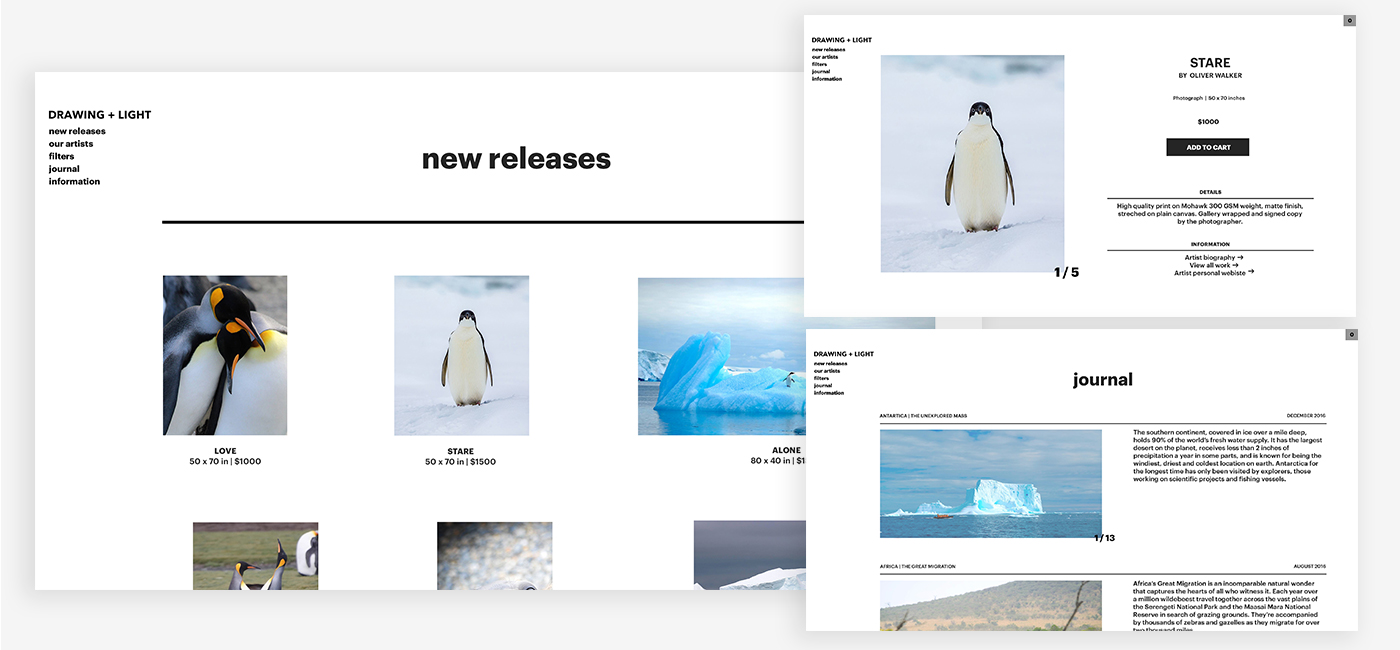 DRAWING + LIGHT
new releases
our artists
filters
journal
information
new releases
LOVE
50 x 70 in | $1000
STARE
50 x 70 in | $1500
ALONE
80 x 40 in |
0
DRAWING + LIGHT
new releases
our artists
filters
journal
information
1 / 5
STARE
BY OLIVER WALKER
Photograph | 50 x 70 inches
$1000
ADD TO CART
DETAILS
High quality print on Mohawk 300 GSM weight, matte finish,
streched on plain canvas. Gallery wrapped and signed copy
by the photographer.
INFORMATION
Artist biography →
View all work →
Artist personal webiste →
0
DRAWING + LIGHT
new releases
our artists
filters
journal
information
journal
ANTARTICA | THE UNEXPLORED MASS
DECEMBER 2016
The southern continent, covered in ice over a mile deep,
holds 90% of the world's fresh water supply. It has the largest
desert on the planet, receives less than 2 inches of
precipitation a year in some parts, and is known for being the
windiest, driest and coldest location on earth. Antarctica for
the longest time has only been visited by explorers, those
working on scientific projects and fishing vessels.
1 / 13
AFRICA | THE GREAT MIGRATION
AUGUST 2016
Africa's Great Migration is an incomparable natural wonder
that captures the hearts of all who witness it. Each year over
a million wildebeest travel together across the vast plains of
the Serengeti National Park and the Maasai Mara National
Reserve in search of grazing grounds. They're accompanied
by thousands of zebras and gazelles as they migrate for over
two thousand miles